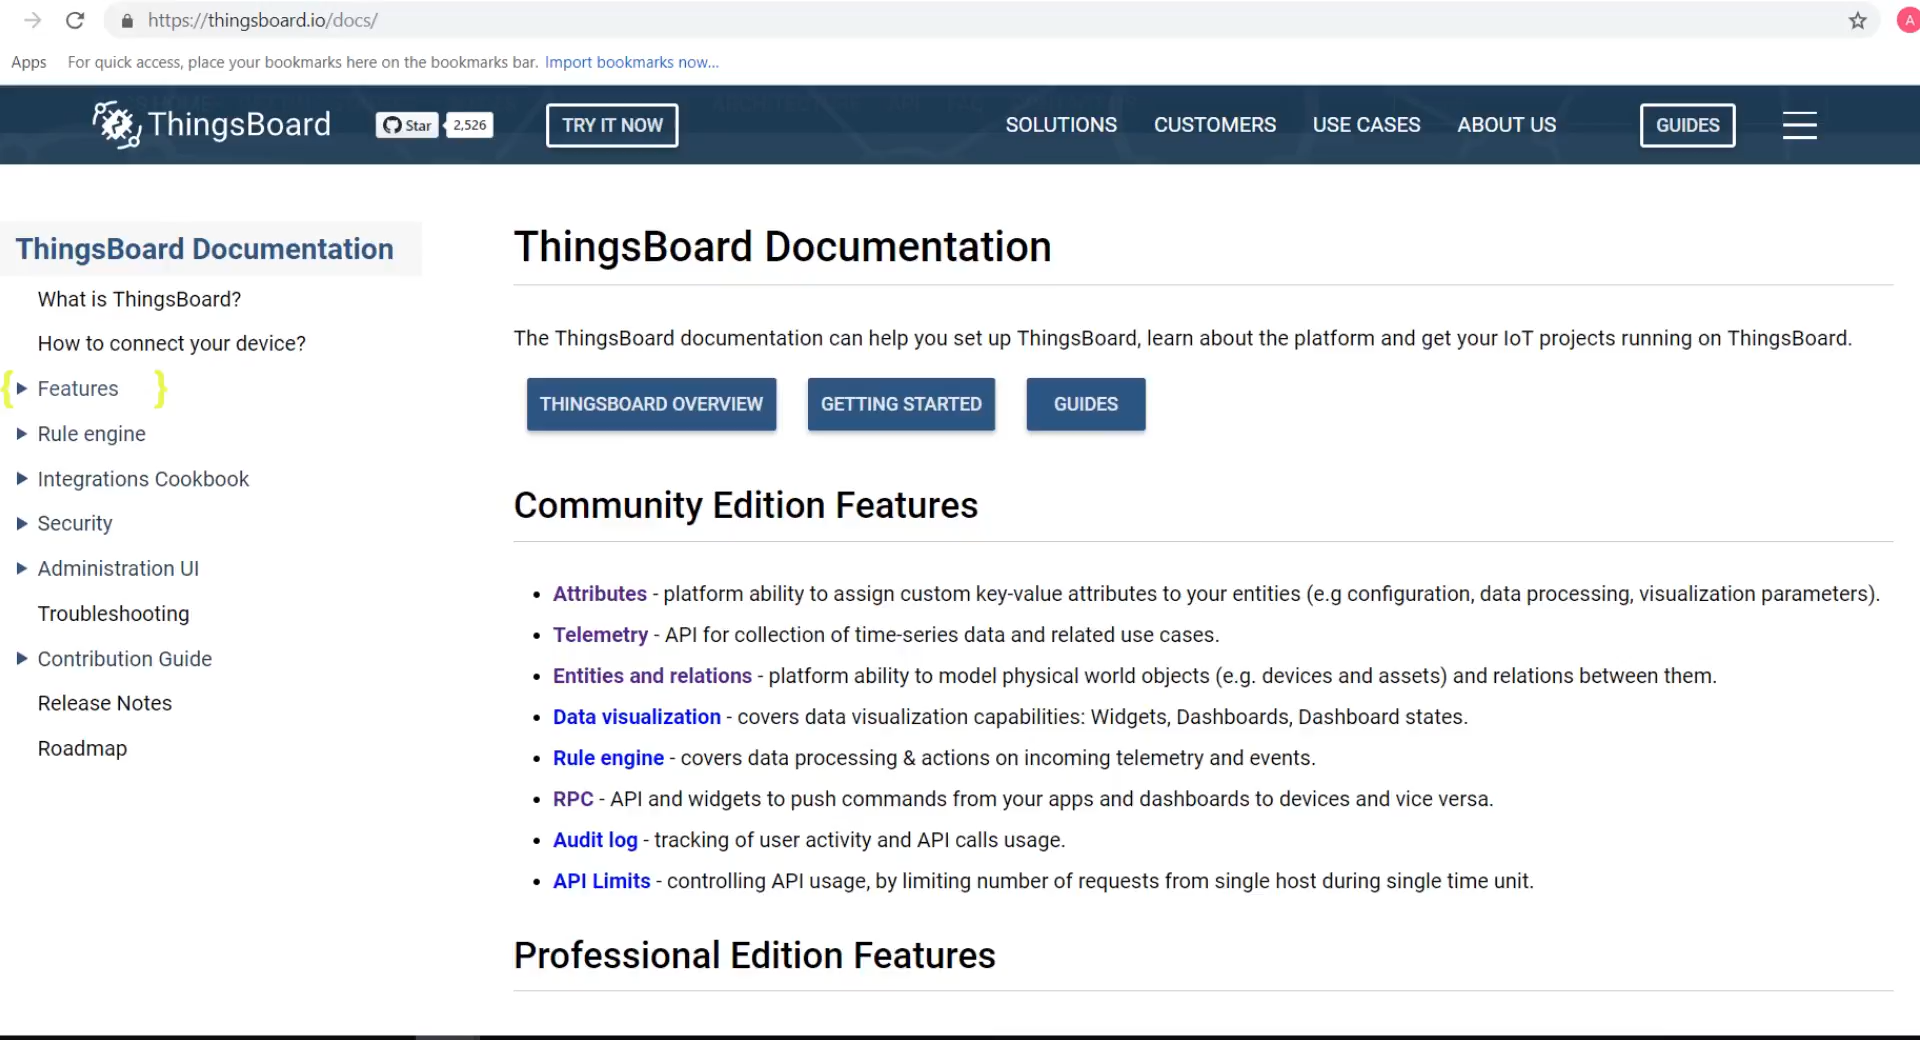 https://thingsboard.io/docs/
A
Apps For quick access, place your bookmarks here on the bookmarks bar. Import bookmarks now...
ThingsBoard Star 2,526 TRY IT NOW SOLUTIONS CUSTOMERS USE CASES ABOUT US GUIDES
ThingsBoard Documentation
What is ThingsBoard?
How to connect your device?
{ Features }
Rule engine
Integrations Cookbook
Security
Administration UI
Troubleshooting
Contribution Guide
Release Notes
Roadmap
ThingsBoard Documentation
The ThingsBoard documentation can help you set up ThingsBoard, learn about the platform and get your IoT projects running on ThingsBoard.
THINGSBOARD OVERVIEW GETTING STARTED GUIDES
Community Edition Features
• Attributes - platform ability to assign custom key-value attributes to your entities (e.g configuration, data processing, visualization parameters).
• Telemetry - API for collection of time-series data and related use cases.
• Entities and relations - platform ability to model physical world objects (e.g. devices and assets) and relations between them.
• Data visualization - covers data visualization capabilities: Widgets, Dashboards, Dashboard states.
• Rule engine - covers data processing & actions on incoming telemetry and events.
• RPC - API and widgets to push commands from your apps and dashboards to devices and vice versa.
• Audit log - tracking of user activity and API calls usage.
• API Limits - controlling API usage, by limiting number of requests from single host during single time unit.
Professional Edition Features